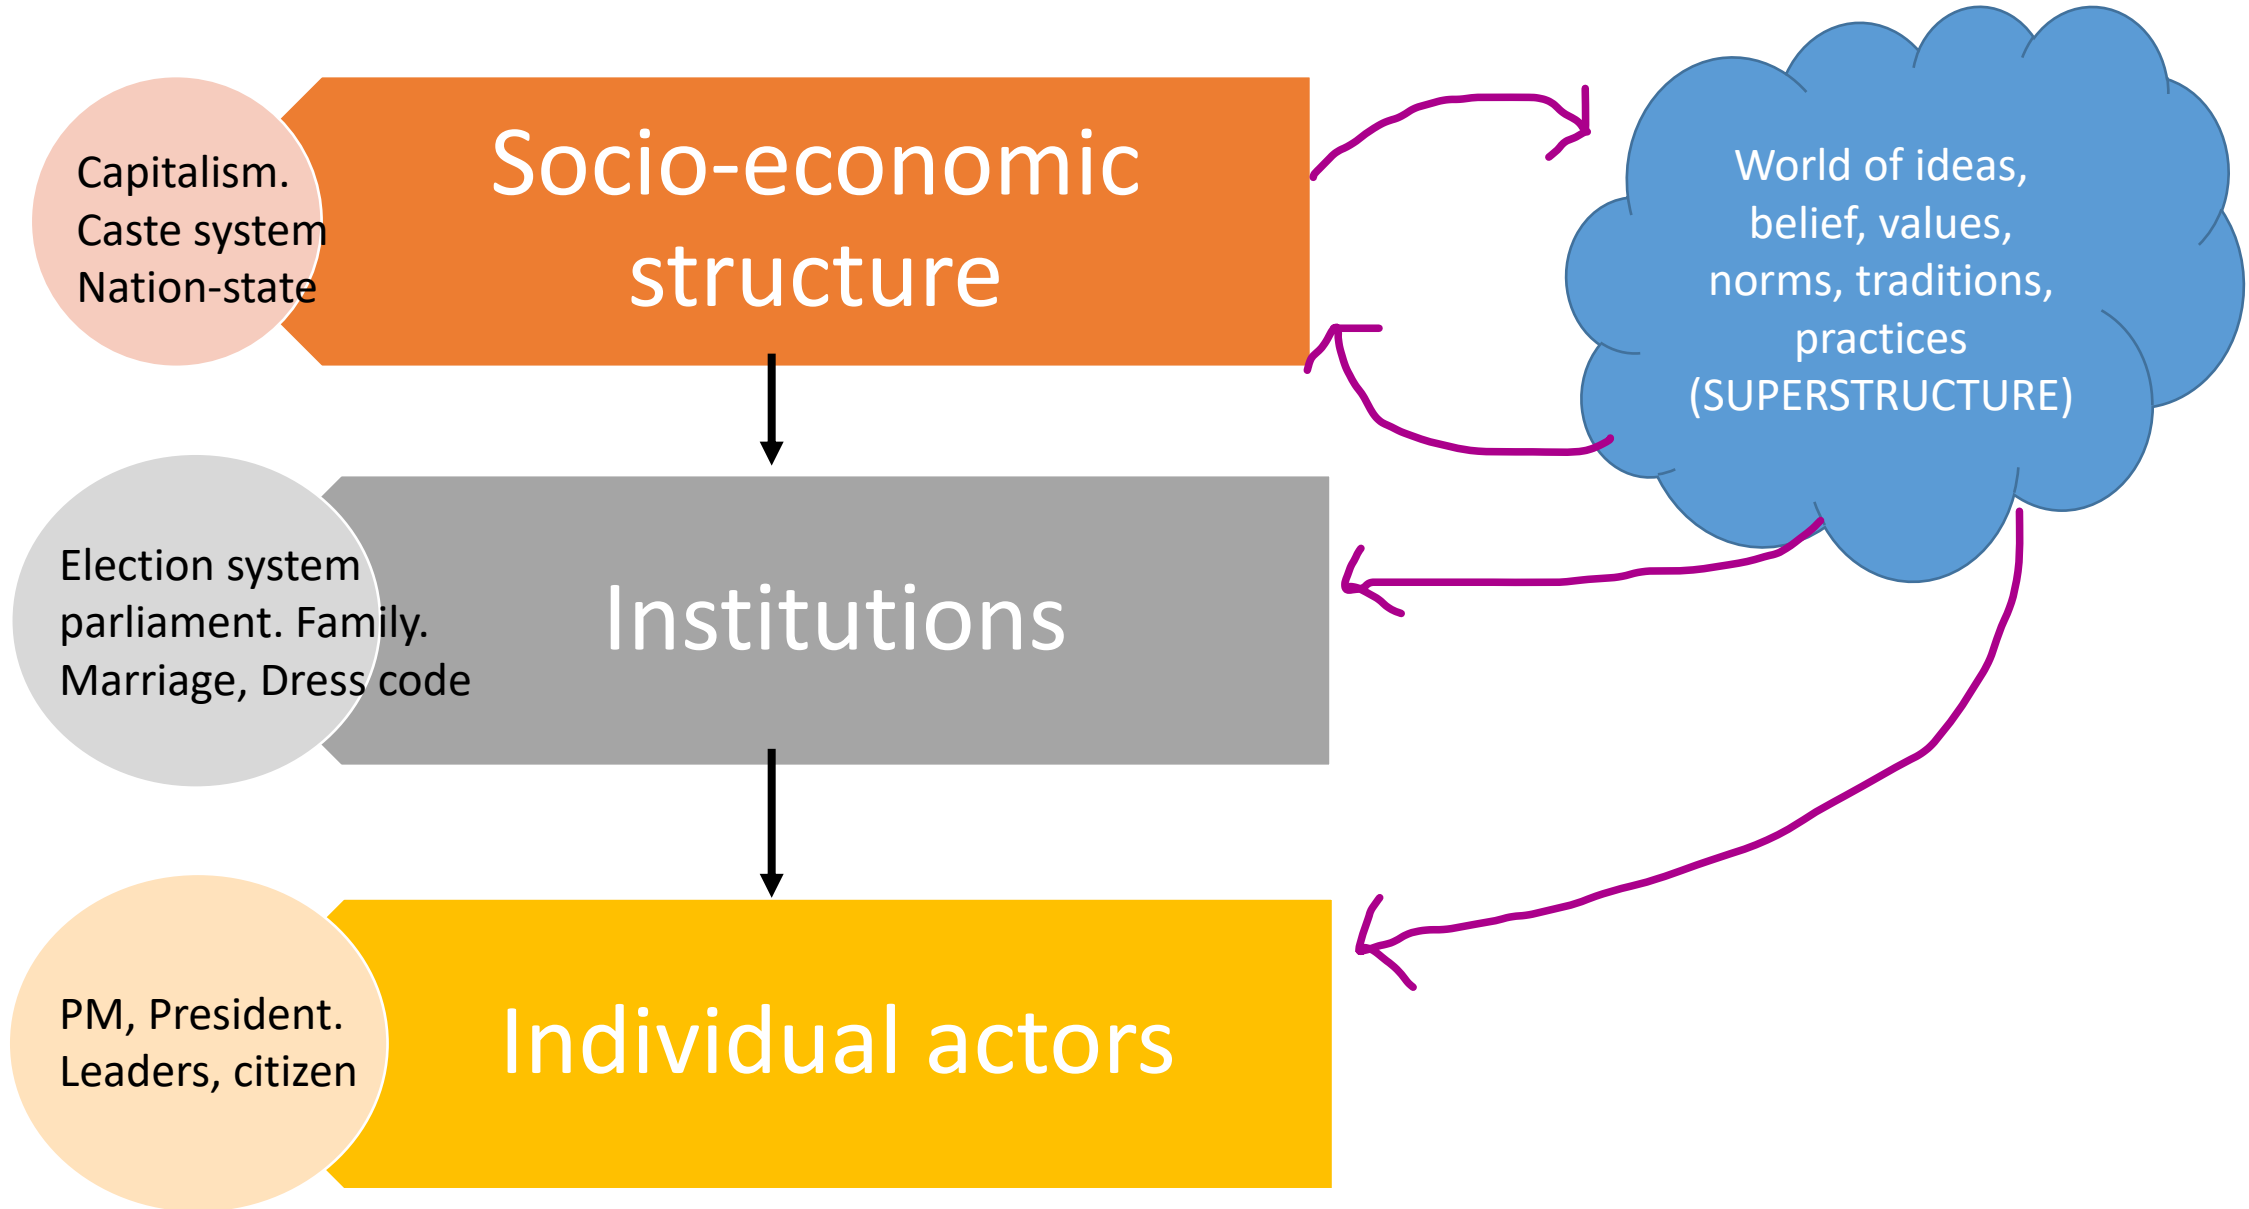 Capitalism.
Caste system
Nation-state
Socio-economic
structure
World of ideas,
belief, values,
norms, traditions,
practices
(SUPERSTRUCTURE)
Election system
parliament. Family.
Marriage, Dress code
Institutions
PM, President.
Leaders, citizen
Individual actors